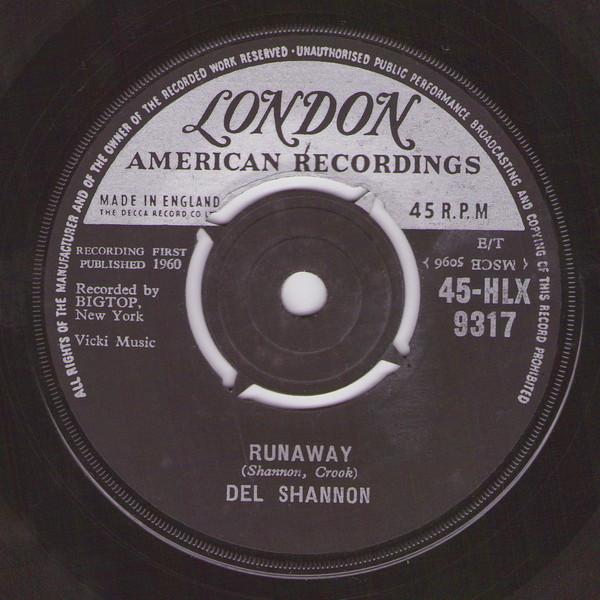 ALL RIGHTS OF THE MANUFACTURER AND OF THE OWNER OF THE RECORDED WORK RESERVED · UNAUTHORISED PUBLIC PERFORMANCE BROADCASTING AND COPYING OF THIS RECORD PROHIBITED
LONDON
AMERICAN RECORDINGS
MADE IN ENGLAND
THE DECCA RECORD CO L
45 R.P.M
RECORDING FIRST
PUBLISHED 1960
Recorded by
BIGTOP,
New York
Vicki Music
E/T
MSCB 5096
45-HLX
9317
RUNAWAY
(Shannon, Crook)
DEL SHANNON